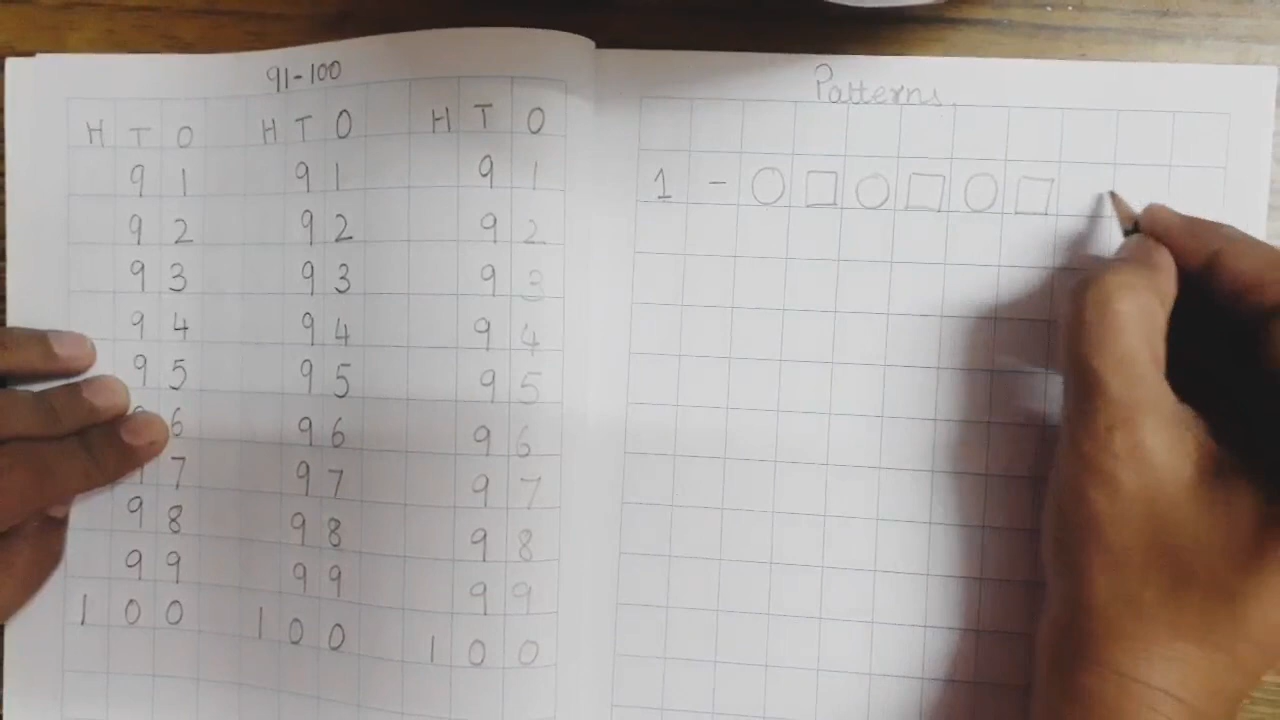 91-100
H T O H T O H T O
9 1 9 1 9 1
9 2 9 2 9 2
9 3 9 3 9 3
9 4 9 4 9 4
9 5 9 5 9 5
6 9 6 9 6
7 9 7 9 7
9 8 9 8 9 8
9 9 9 9 9 9
1 0 0 1 0 0 1 0 0
Patterns.
1 -